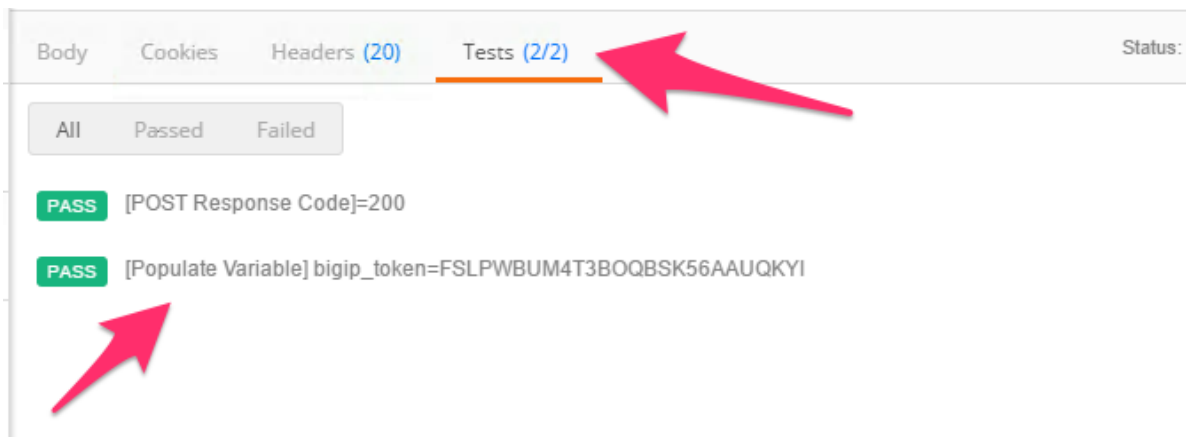 Body Cookies Headers (20) Tests (2/2) Status:
All Passed Failed
PASS [POST Response Code]=200
PASS [Populate Variable] bigip_token=FSLPWBUM4T3BOQBSK56AAUQKYI